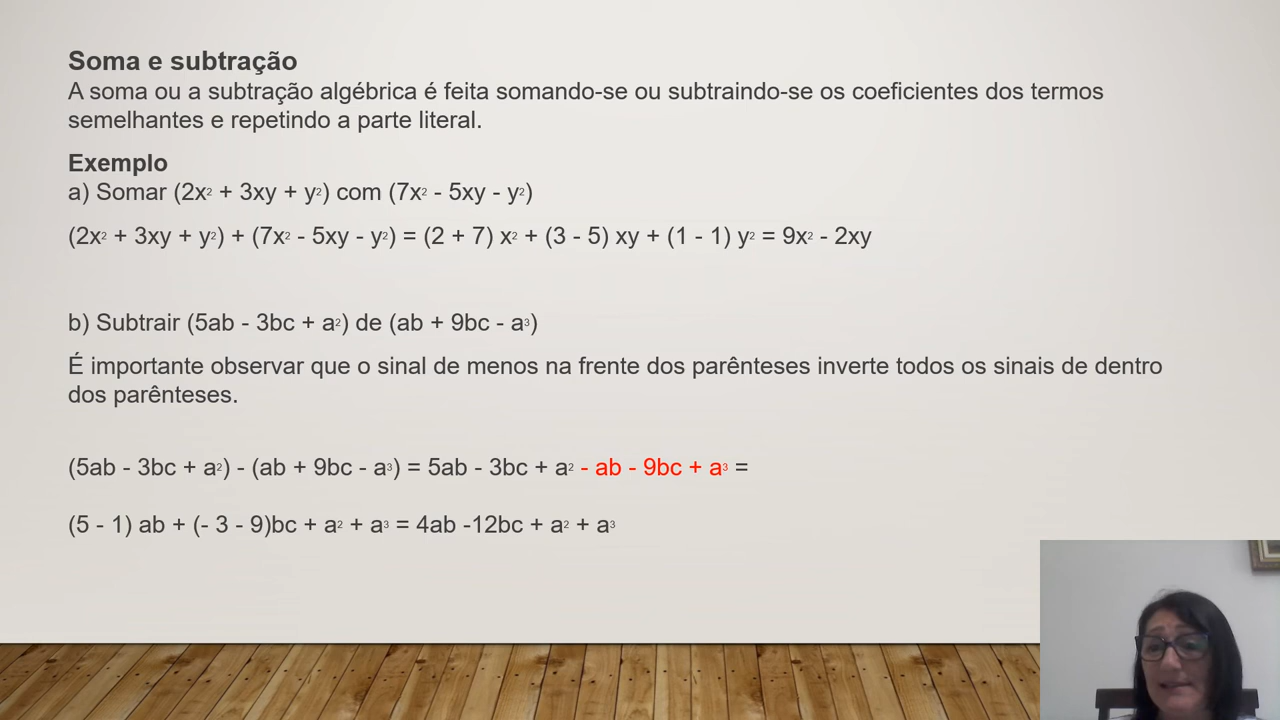 Soma e subtração
A soma ou a subtração algébrica é feita somando-se ou subtraindo-se os coeficientes dos termos
semelhantes e repetindo a parte literal.
Exemplo
a) Somar (2x² + 3xy + y²) com (7x² - 5xy - y²)
(2x² + 3xy + y²) + (7x² - 5xy - y²) = (2 + 7) x² + (3 - 5) xy + (1 - 1) y² = 9x² - 2xy
b) Subtrair (5ab - 3bc + a²) de (ab + 9bc - a³)
É importante observar que o sinal de menos na frente dos parênteses inverte todos os sinais de dentro
dos parênteses.
(5ab - 3bc + a²) - (ab + 9bc - a³) = 5ab - 3bc + a² - ab - 9bc + a³ =
(5 - 1) ab + (- 3 - 9)bc + a² + a³ = 4ab -12bc + a² + a³